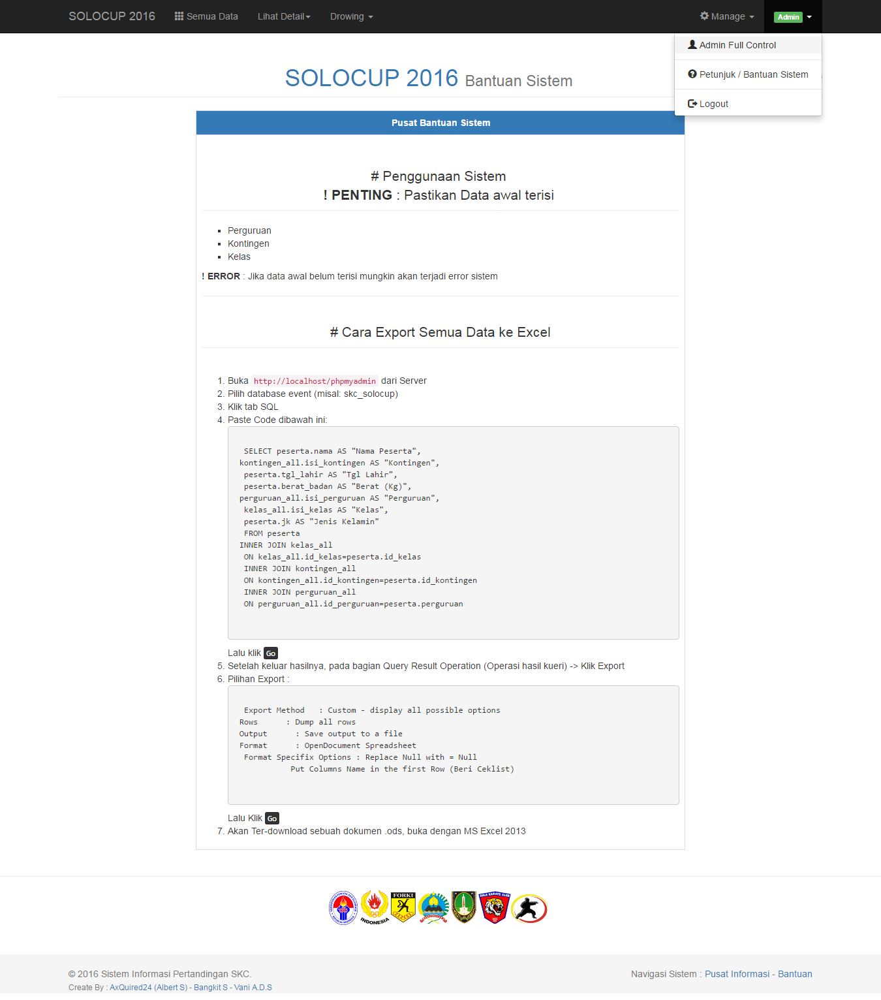 SOLOCUP 2016 Semua Data Lihat Detail Drowing Manage Admin
Admin Full Control
Petunjuk / Bantuan Sistem
Logout
SOLOCUP 2016 Bantuan Sistem
Pusat Bantuan Sistem
# Penggunaan Sistem
! PENTING : Pastikan Data awal terisi
Perguruan
Kontingen
Kelas
! ERROR : Jika data awal belum terisi mungkin akan terjadi error sistem
# Cara Export Semua Data ke Excel
1. Buka http://localhost/phpmyadmin dari Server
2. Pilih database event (misal: skc_solocup)
3. Klik tab SQL
4. Paste Code dibawah ini:
SELECT peserta.nama AS "Nama Peserta",
kontingen_all.isi_kontingen AS "Kontingen",
peserta.tgl_lahir AS "Tgl Lahir",
peserta.berat_badan AS "Berat (Kg)",
perguruan_all.isi_perguruan AS "Perguruan",
kelas_all.isi_kelas AS "Kelas",
peserta.jk AS "Jenis Kelamin"
FROM peserta
INNER JOIN kelas_all
ON kelas_all.id_kelas=peserta.id_kelas
INNER JOIN kontingen_all
ON kontingen_all.id_kontingen=peserta.id_kontingen
INNER JOIN perguruan_all
ON perguruan_all.id_perguruan=peserta.perguruan
Lalu klik Go
5. Setelah keluar hasilnya, pada bagian Query Result Operation (Operasi hasil kueri) -> Klik Export
6. Pilihan Export :
Export Method : Custom - display all possible options
Rows : Dump all rows
Output : Save output to a file
Format : OpenDocument Spreadsheet
Format Specifix Options : Replace Null with = Null
Put Columns Name in the first Row (Beri Ceklist)
Lalu Klik Go
7. Akan Ter-download sebuah dokumen .ods, buka dengan MS Excel 2013
INDONESIA
FORKI
SOLO KARATE CLUB
© 2016 Sistem Informasi Pertandingan SKC.
Navigasi Sistem : Pusat Informasi - Bantuan
Create By : AxQuired24 (Albert S) - Bangkit S - Vani A.D.S